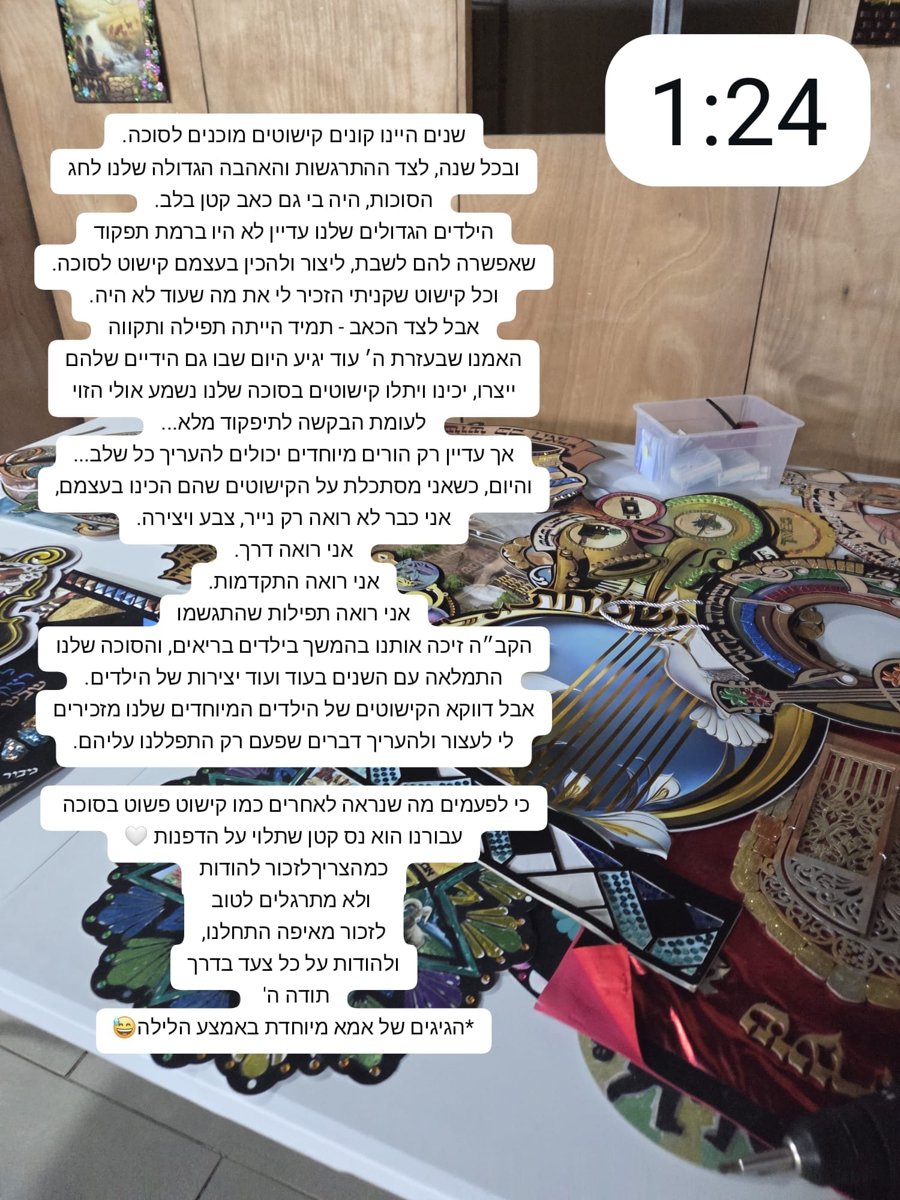 1:24
שנים היינו קונים קישוטים מוכנים לסוכה.
ובכל שנה, לצד ההתרגשות והאהבה הגדולה שלנו לחג
הסוכות, היה בי גם כאב קטן בלב.
הילדים הגדולים שלנו עדיין לא היו ברמת תפקוד
שאפשרה להם לשבת, ליצור ולהכין בעצמם קישוט לסוכה.
וכל קישוט שקניתי הזכיר לי את מה שעוד לא היה.
אבל לצד הכאב - תמיד הייתה תפילה ותקווה
האמנו שבעזרת ה׳ עוד יגיע היום שבו גם הידיים שלהם
ייצרו, יכינו ויתלו קישוטים בסוכה שלנו נשמע אולי הזוי
לעומת הבקשה לתיפקוד מלא...
אך עדיין רק הורים מיוחדים יכולים להעריך כל שלב...
והיום, כשאני מסתכלת על הקישוטים שהם הכינו בעצמם,
אני כבר לא רואה רק נייר, צבע ויצירה.
אני רואה דרך.
אני רואה התקדמות.
אני רואה תפילות שהתגשמו
הקב״ה זיכה אותנו בהמשך בילדים בריאים, והסוכה שלנו
התמלאה עם השנים בעוד ועוד יצירות של הילדים.
אבל דווקא הקישוטים של הילדים המיוחדים שלנו מזכירים
לי לעצור ולהעריך דברים שפעם רק התפללנו עליהם.
כי לפעמים מה שנראה לאחרים כמו קישוט פשוט בסוכה
עבורנו הוא נס קטן שתלוי על הדפנות 🤍
כמהצריךלזכור להודות
ולא מתרגלים לטוב
לזכור מאיפה התחלנו,
ולהודות על כל צעד בדרך
תודה ה'
*הגיגים של אמא מיוחדת באמצע הלילה😅